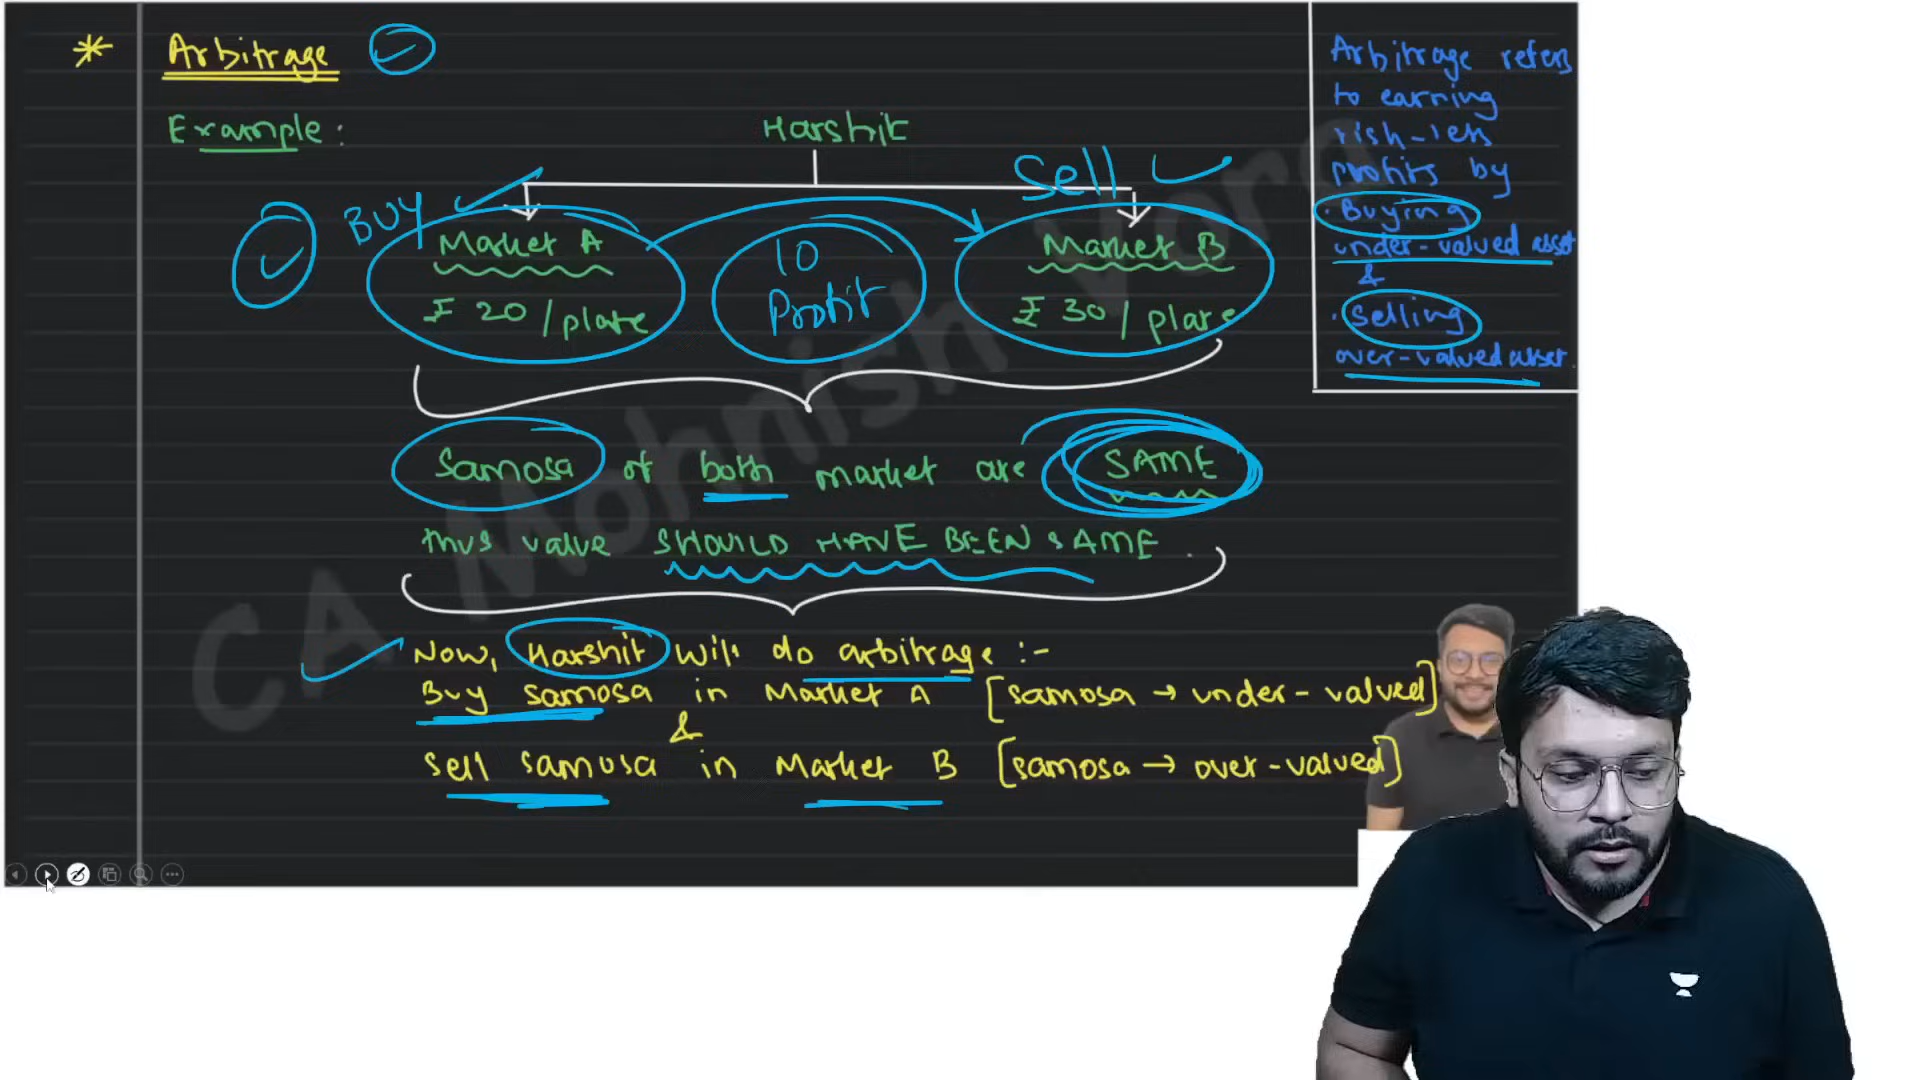 * Arbitrage
Example:
Harshit
BUY
Sell
Market A
₹ 20 / plate
10
Profit
Market B
₹ 30 / plate
Samosa of both market are SAME
thus value SHOULD HAVE BEEN SAME.
Now, Harshit will do arbitrage :-
Buy samosa in Market A [samosa → under-valued]
&
sell samosa in Market B [samosa → over-valued]
Arbitrage refers
to earning
risk-less
profits by
· Buying
under-valued asset
&
· Selling
over-valued asset.
CA Mohnish Vora